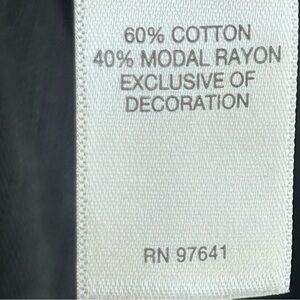 60% COTTON
40% MODAL RAYON
EXCLUSIVE OF
DECORATION
RN 97641